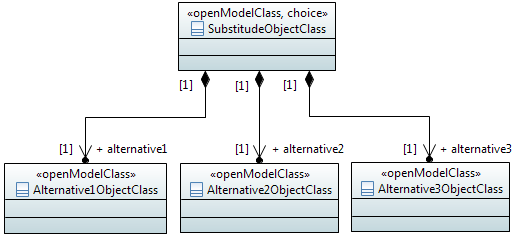 «openModelClass, choice»
SubstitudeObjectClass
[1] [1] [1]
[1] + alternative1 [1] + alternative2 [1] + alternative3
«openModelClass» «openModelClass» «openModelClass»
Alternative1ObjectClass Alternative2ObjectClass Alternative3ObjectClass